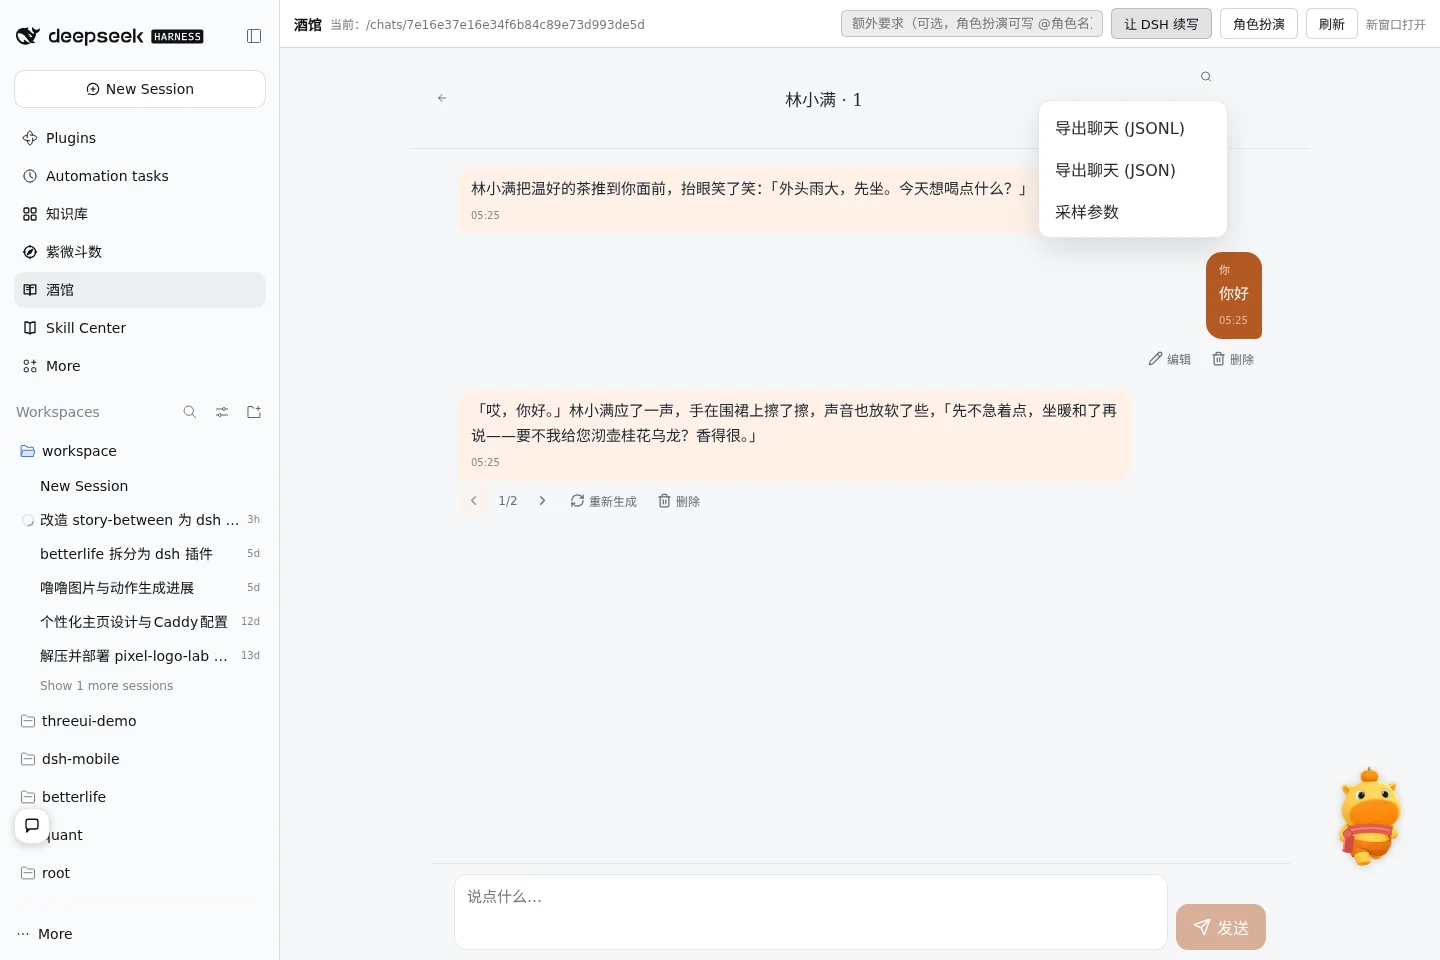 deepseek HARNESS
New Session
Plugins
Automation tasks
知识库
紫微斗数
酒馆
Skill Center
More
Workspaces
workspace
New Session
改造 story-between 为 dsh ... 3h
betterlife 拆分为 dsh 插件 5d
噜噜图片与动作生成进展 5d
个性化主页设计与Caddy配置 12d
解压并部署 pixel-logo-lab ... 13d
Show 1 more sessions
threeui-demo
dsh-mobile
betterlife
quant
root
More
酒馆 当前：/chats/7e16e37e16e34f6b84c89e73d993de5d
额外要求（可选，角色扮演可写 @角色名
让 DSH 续写
角色扮演
刷新
新窗口打开
林小满 · 1
导出聊天 (JSONL)
导出聊天 (JSON)
采样参数
林小满把温好的茶推到你面前，抬眼笑了笑：「外头雨大，先坐。今天想喝点什么？」
05:25
你
你好
05:25
编辑 删除
「哎，你好。」林小满应了一声，手在围裙上擦了擦，声音也放软了些，「先不急着点，坐暖和了再
说——要不我给您沏壶桂花乌龙？香得很。」
05:25
1/2 重新生成 删除
说点什么...
发送